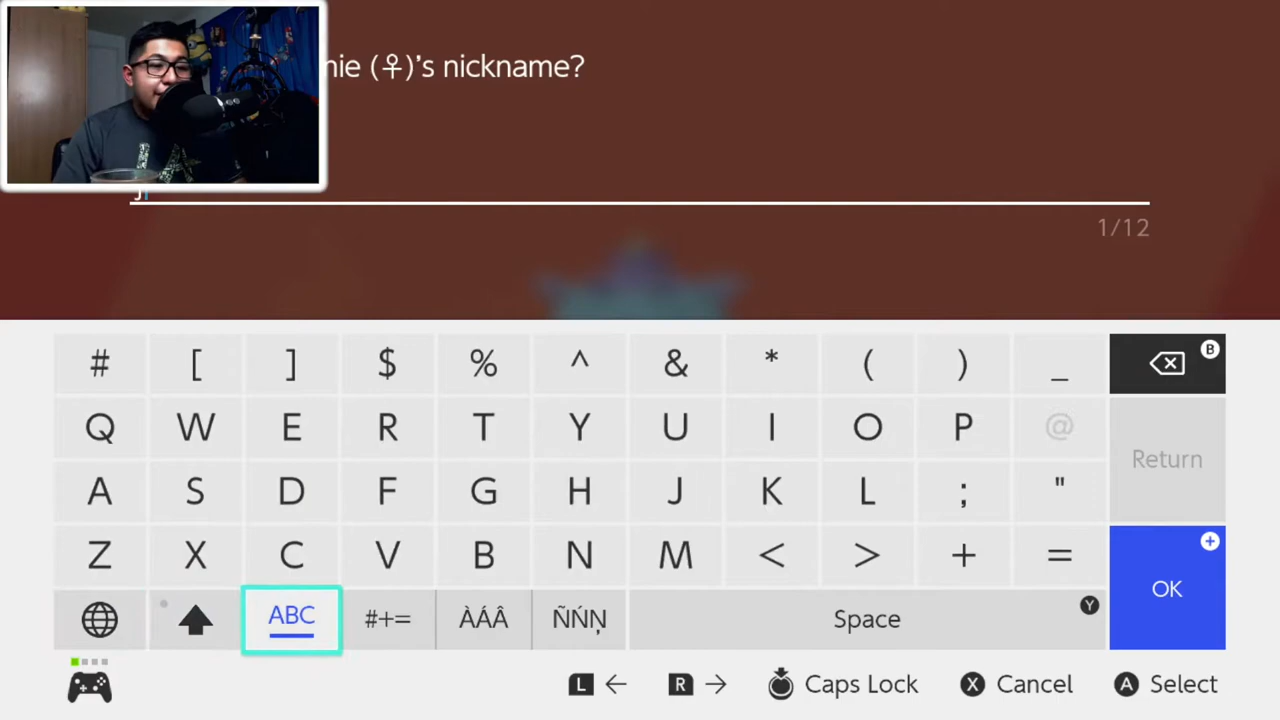 nie (♀)'s nickname?
j
1/12
# [ ] $ % ^ & * ( ) _ B
Q W E R T Y U I O P @ Return
A S D F G H J K L ; "
Z X C V B N M < > + = + OK
ABC #+= ÀÁÂ ÑŃŅ Space Y
L ← R → Caps Lock X Cancel A Select